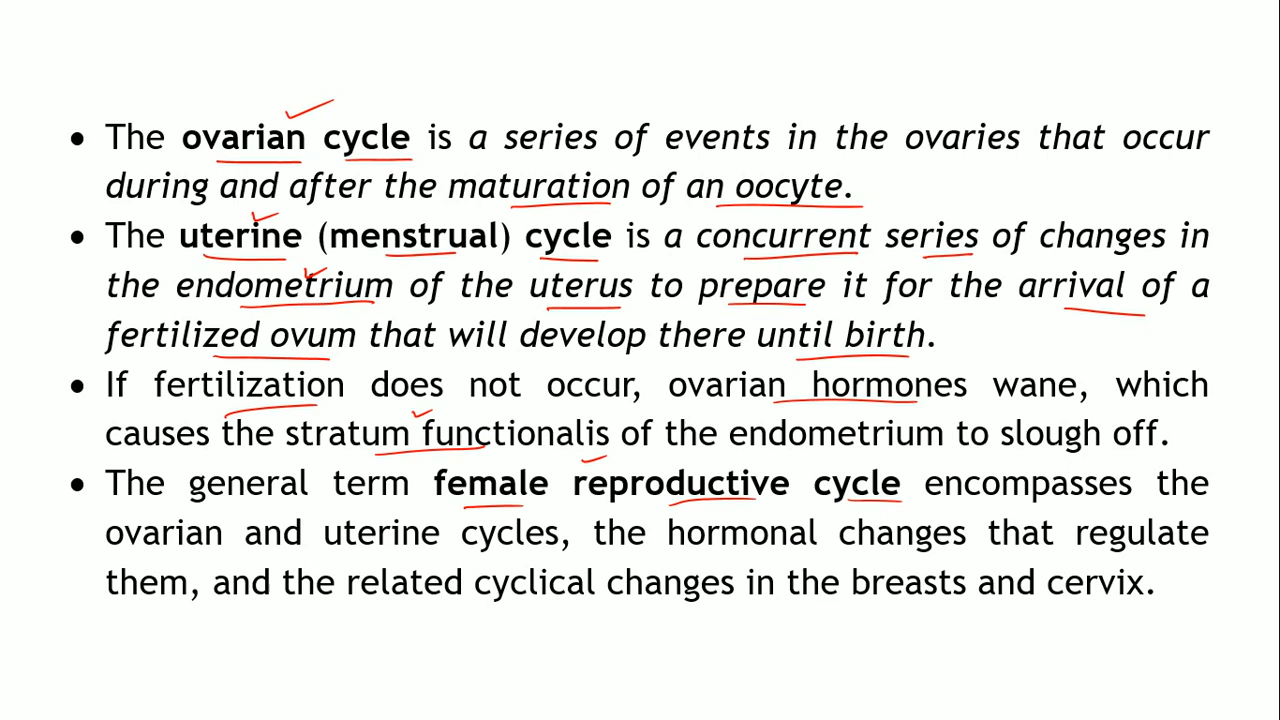 • The ovarian cycle is a series of events in the ovaries that occur
during and after the maturation of an oocyte.
• The uterine (menstrual) cycle is a concurrent series of changes in
the endometrium of the uterus to prepare it for the arrival of a
fertilized ovum that will develop there until birth.
• If fertilization does not occur, ovarian hormones wane, which
causes the stratum functionalis of the endometrium to slough off.
• The general term female reproductive cycle encompasses the
ovarian and uterine cycles, the hormonal changes that regulate
them, and the related cyclical changes in the breasts and cervix.